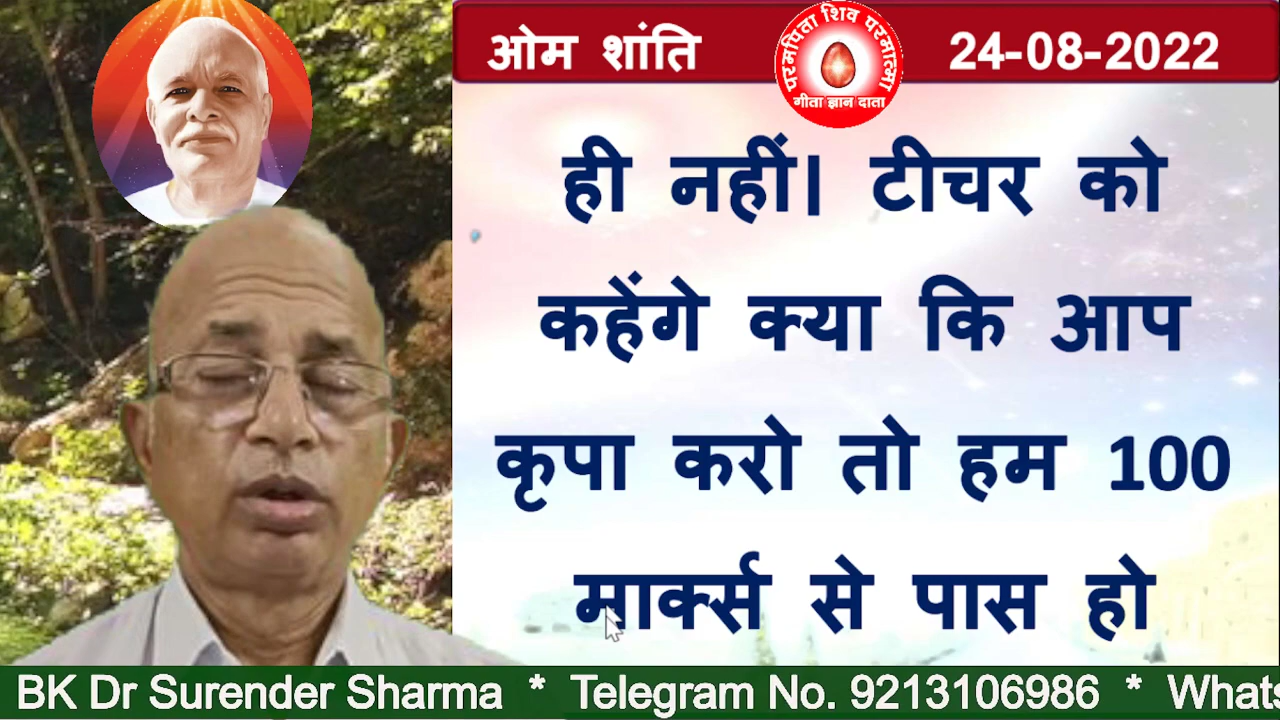 ओम शांति
परमपिता शिव परमात्मा
गीता ज्ञान दाता
24-08-2022
ही नहीं। टीचर को
कहेंगे क्या कि आप
कृपा करो तो हम 100
मार्क्स से पास हो
BK Dr Surender Sharma * Telegram No. 9213106986 * Whats